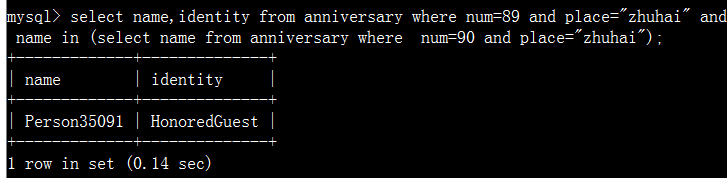 mysql> select name,identity from anniversary where num=89 and place="zhuhai" and
 name in (select name from anniversary where  num=90 and place="zhuhai");
+-------------+--------------+
| name        | identity     |
+-------------+--------------+
| Person35091 | HonoredGuest |
+-------------+--------------+
1 row in set (0.14 sec)